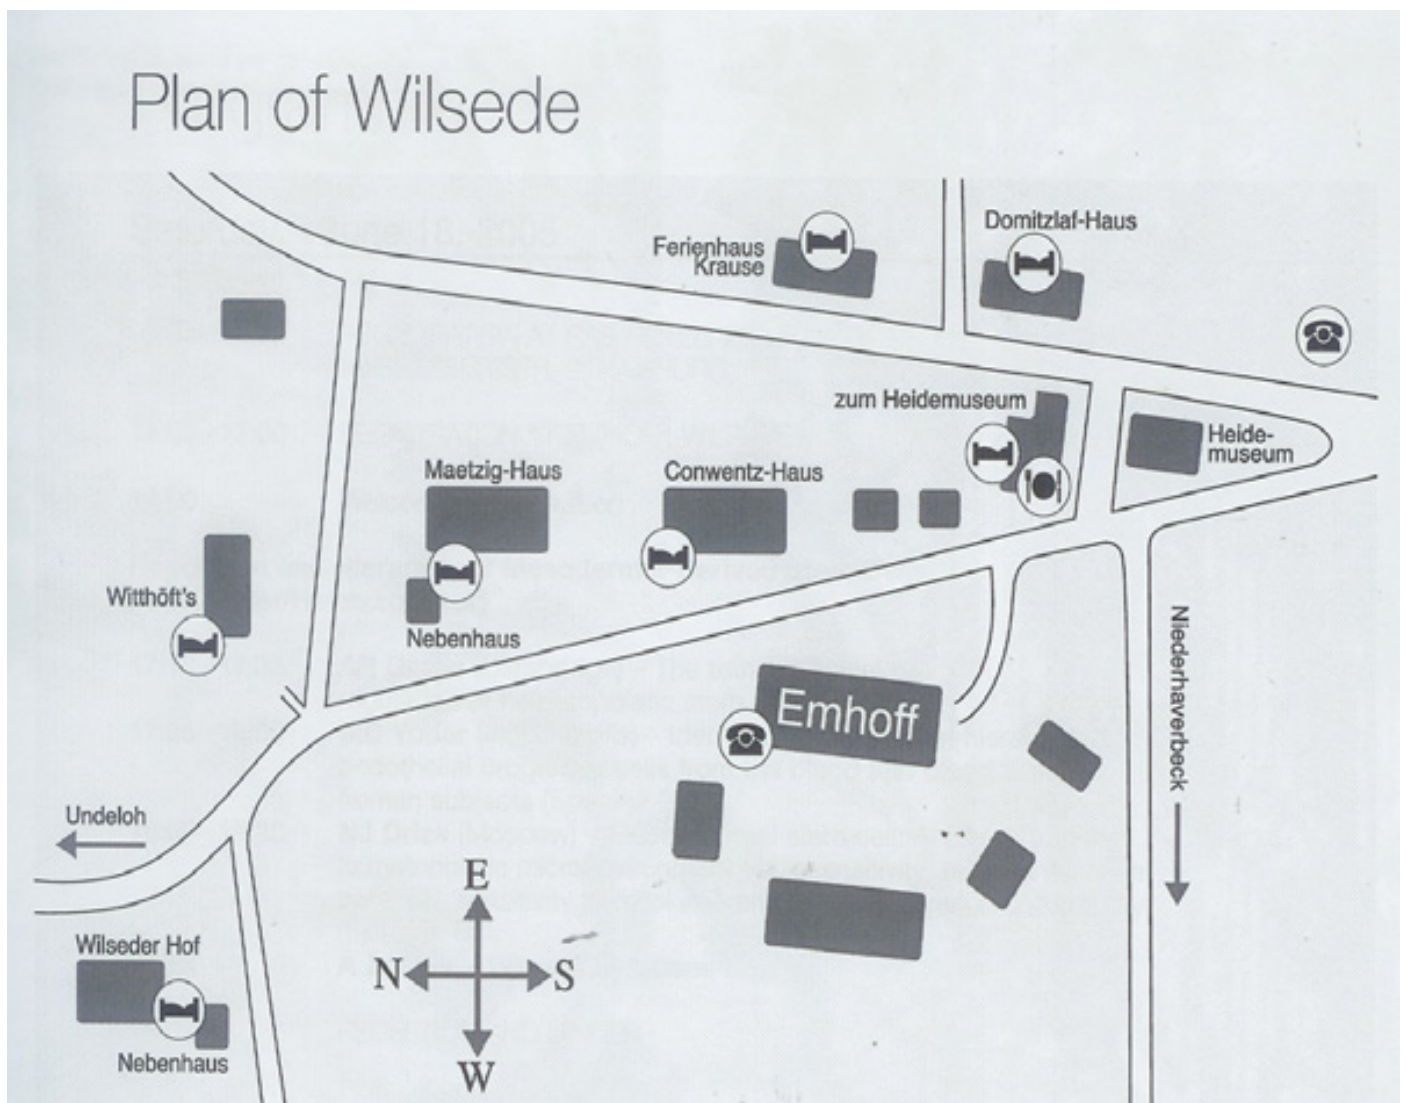 Plan of Wilsede
Domitzlaf-Haus
Ferienhaus
Krause
zum Heidemuseum
Heide-
museum
Maetzig-Haus
Conwentz-Haus
Witthöft's
Nebenhaus
Niederhaverbeck
Emhoff
Undeloh
E
N
S
W
Wilseder Hof
Nebenhaus